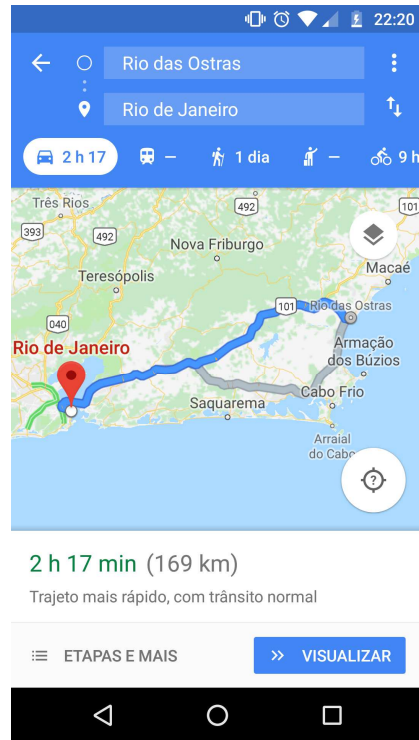 22:20
Rio das Ostras
Rio de Janeiro
2 h 17
–
1 dia
–
9 h
Três Rios
492
101
393
492
Nova Friburgo
Teresópolis
Macaé
101
Rio das Ostras
040
Rio de Janeiro
Armação
dos Búzios
Cabo Frio
Saquarema
Arraial
do Cabo
?
2 h 17 min (169 km)
Trajeto mais rápido, com trânsito normal
ETAPAS E MAIS
VISUALIZAR